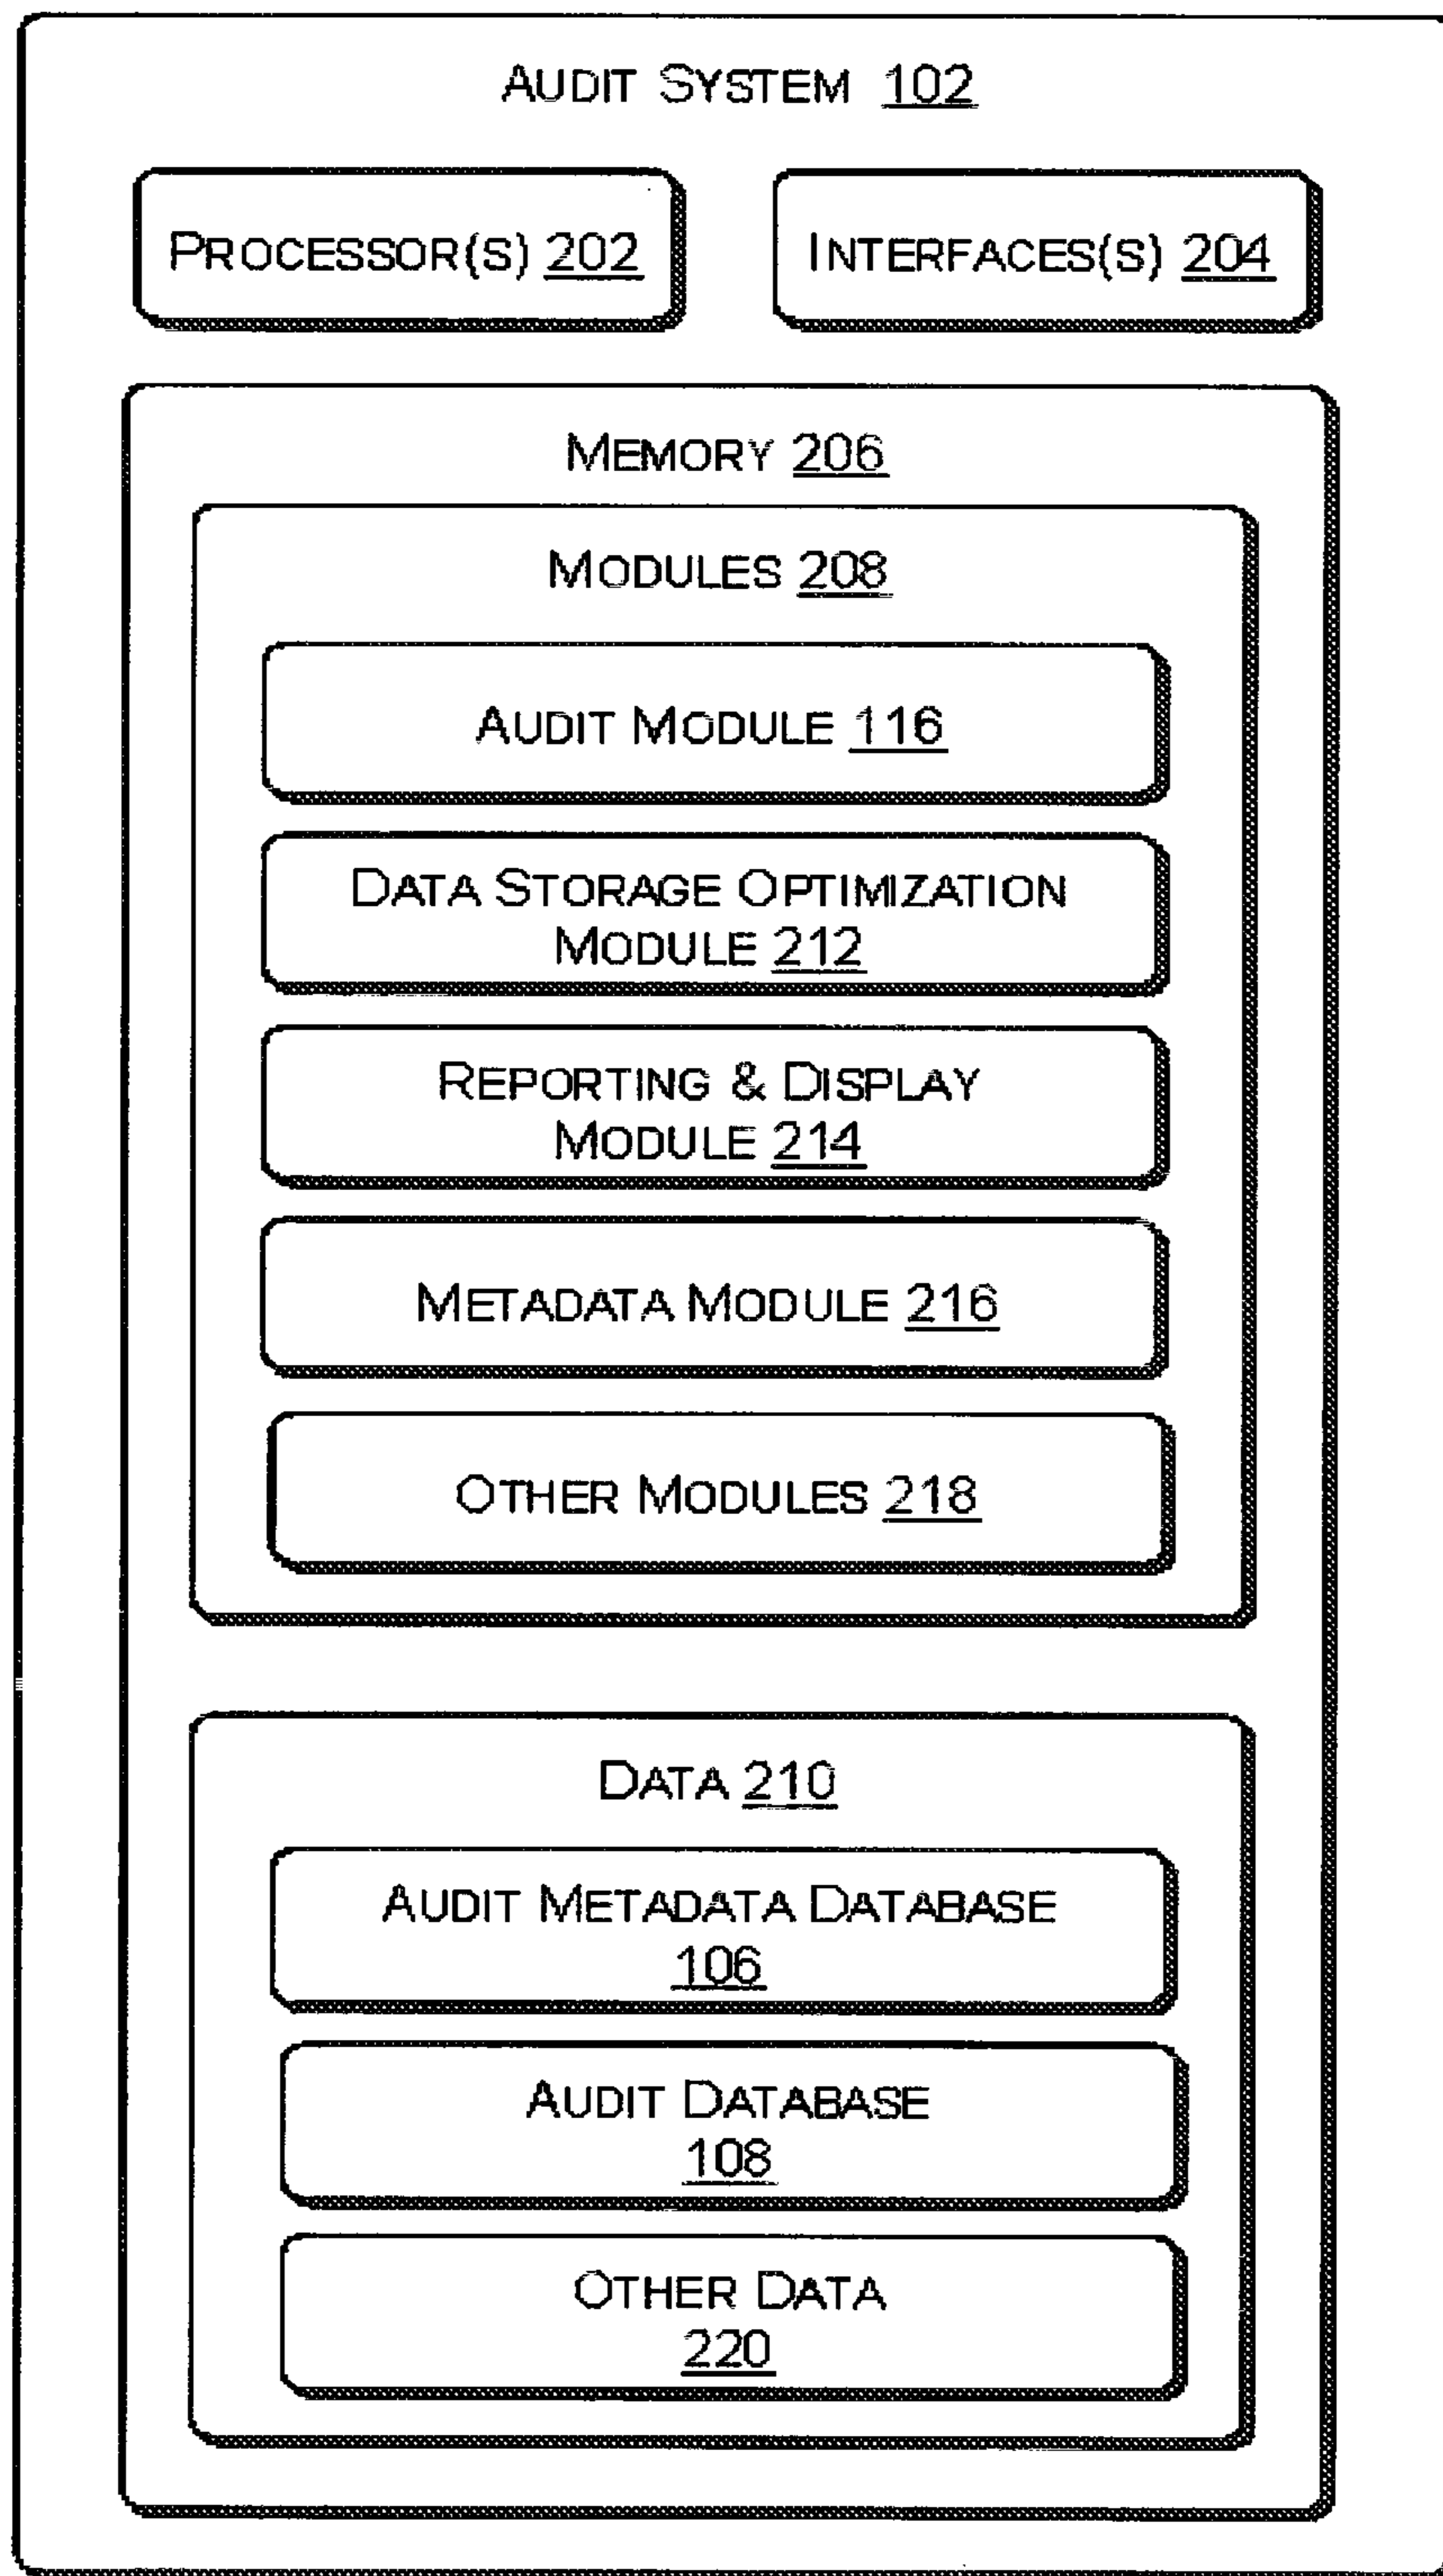 AUDIT SYSTEM 102
PROCESSOR(S) 202
INTERFACES(S) 204
MEMORY 206
MODULES 208
AUDIT MODULE 116
DATA STORAGE OPTIMIZATION
MODULE 212
REPORTING & DISPLAY
MODULE 214
METADATA MODULE 216
OTHER MODULES 218
DATA 210
AUDIT METADATA DATABASE
106
AUDIT DATABASE
108
OTHER DATA
220